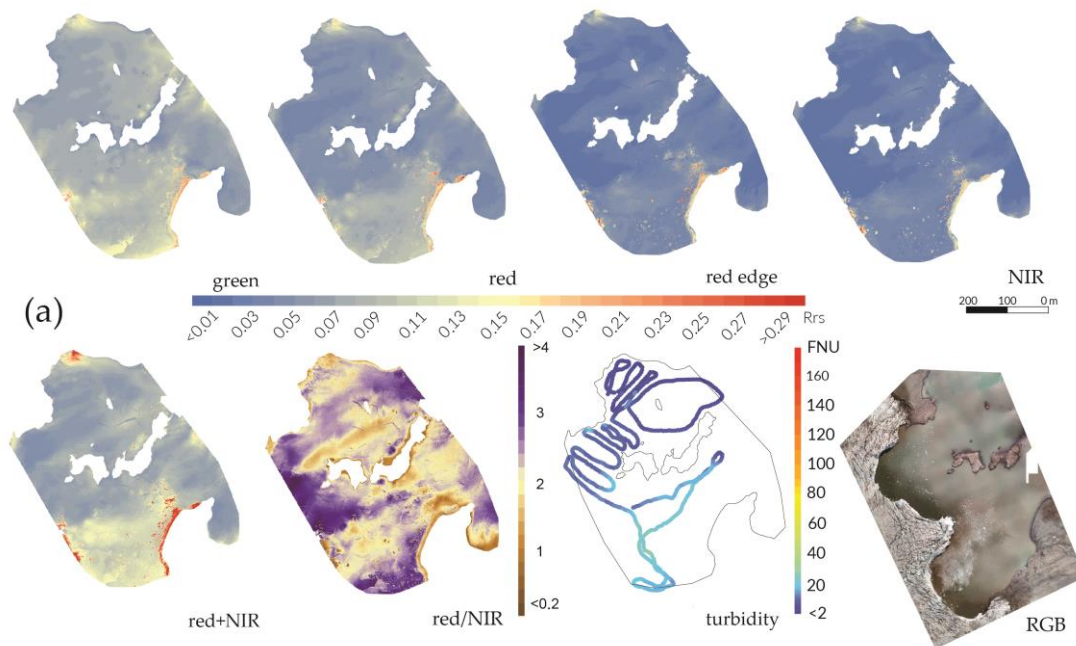 green
red
red edge
NIR
(a)
<0.01 0.03 0.05 0.07 0.09 0.11 0.13 0.15 0.17 0.19 0.21 0.23 0.25 0.27 >0.29 Rrs
200 100 0 m
>4
3
2
1
<0.2
FNU
160
140
120
100
80
60
40
20
<2
red+NIR
red/NIR
turbidity
RGB